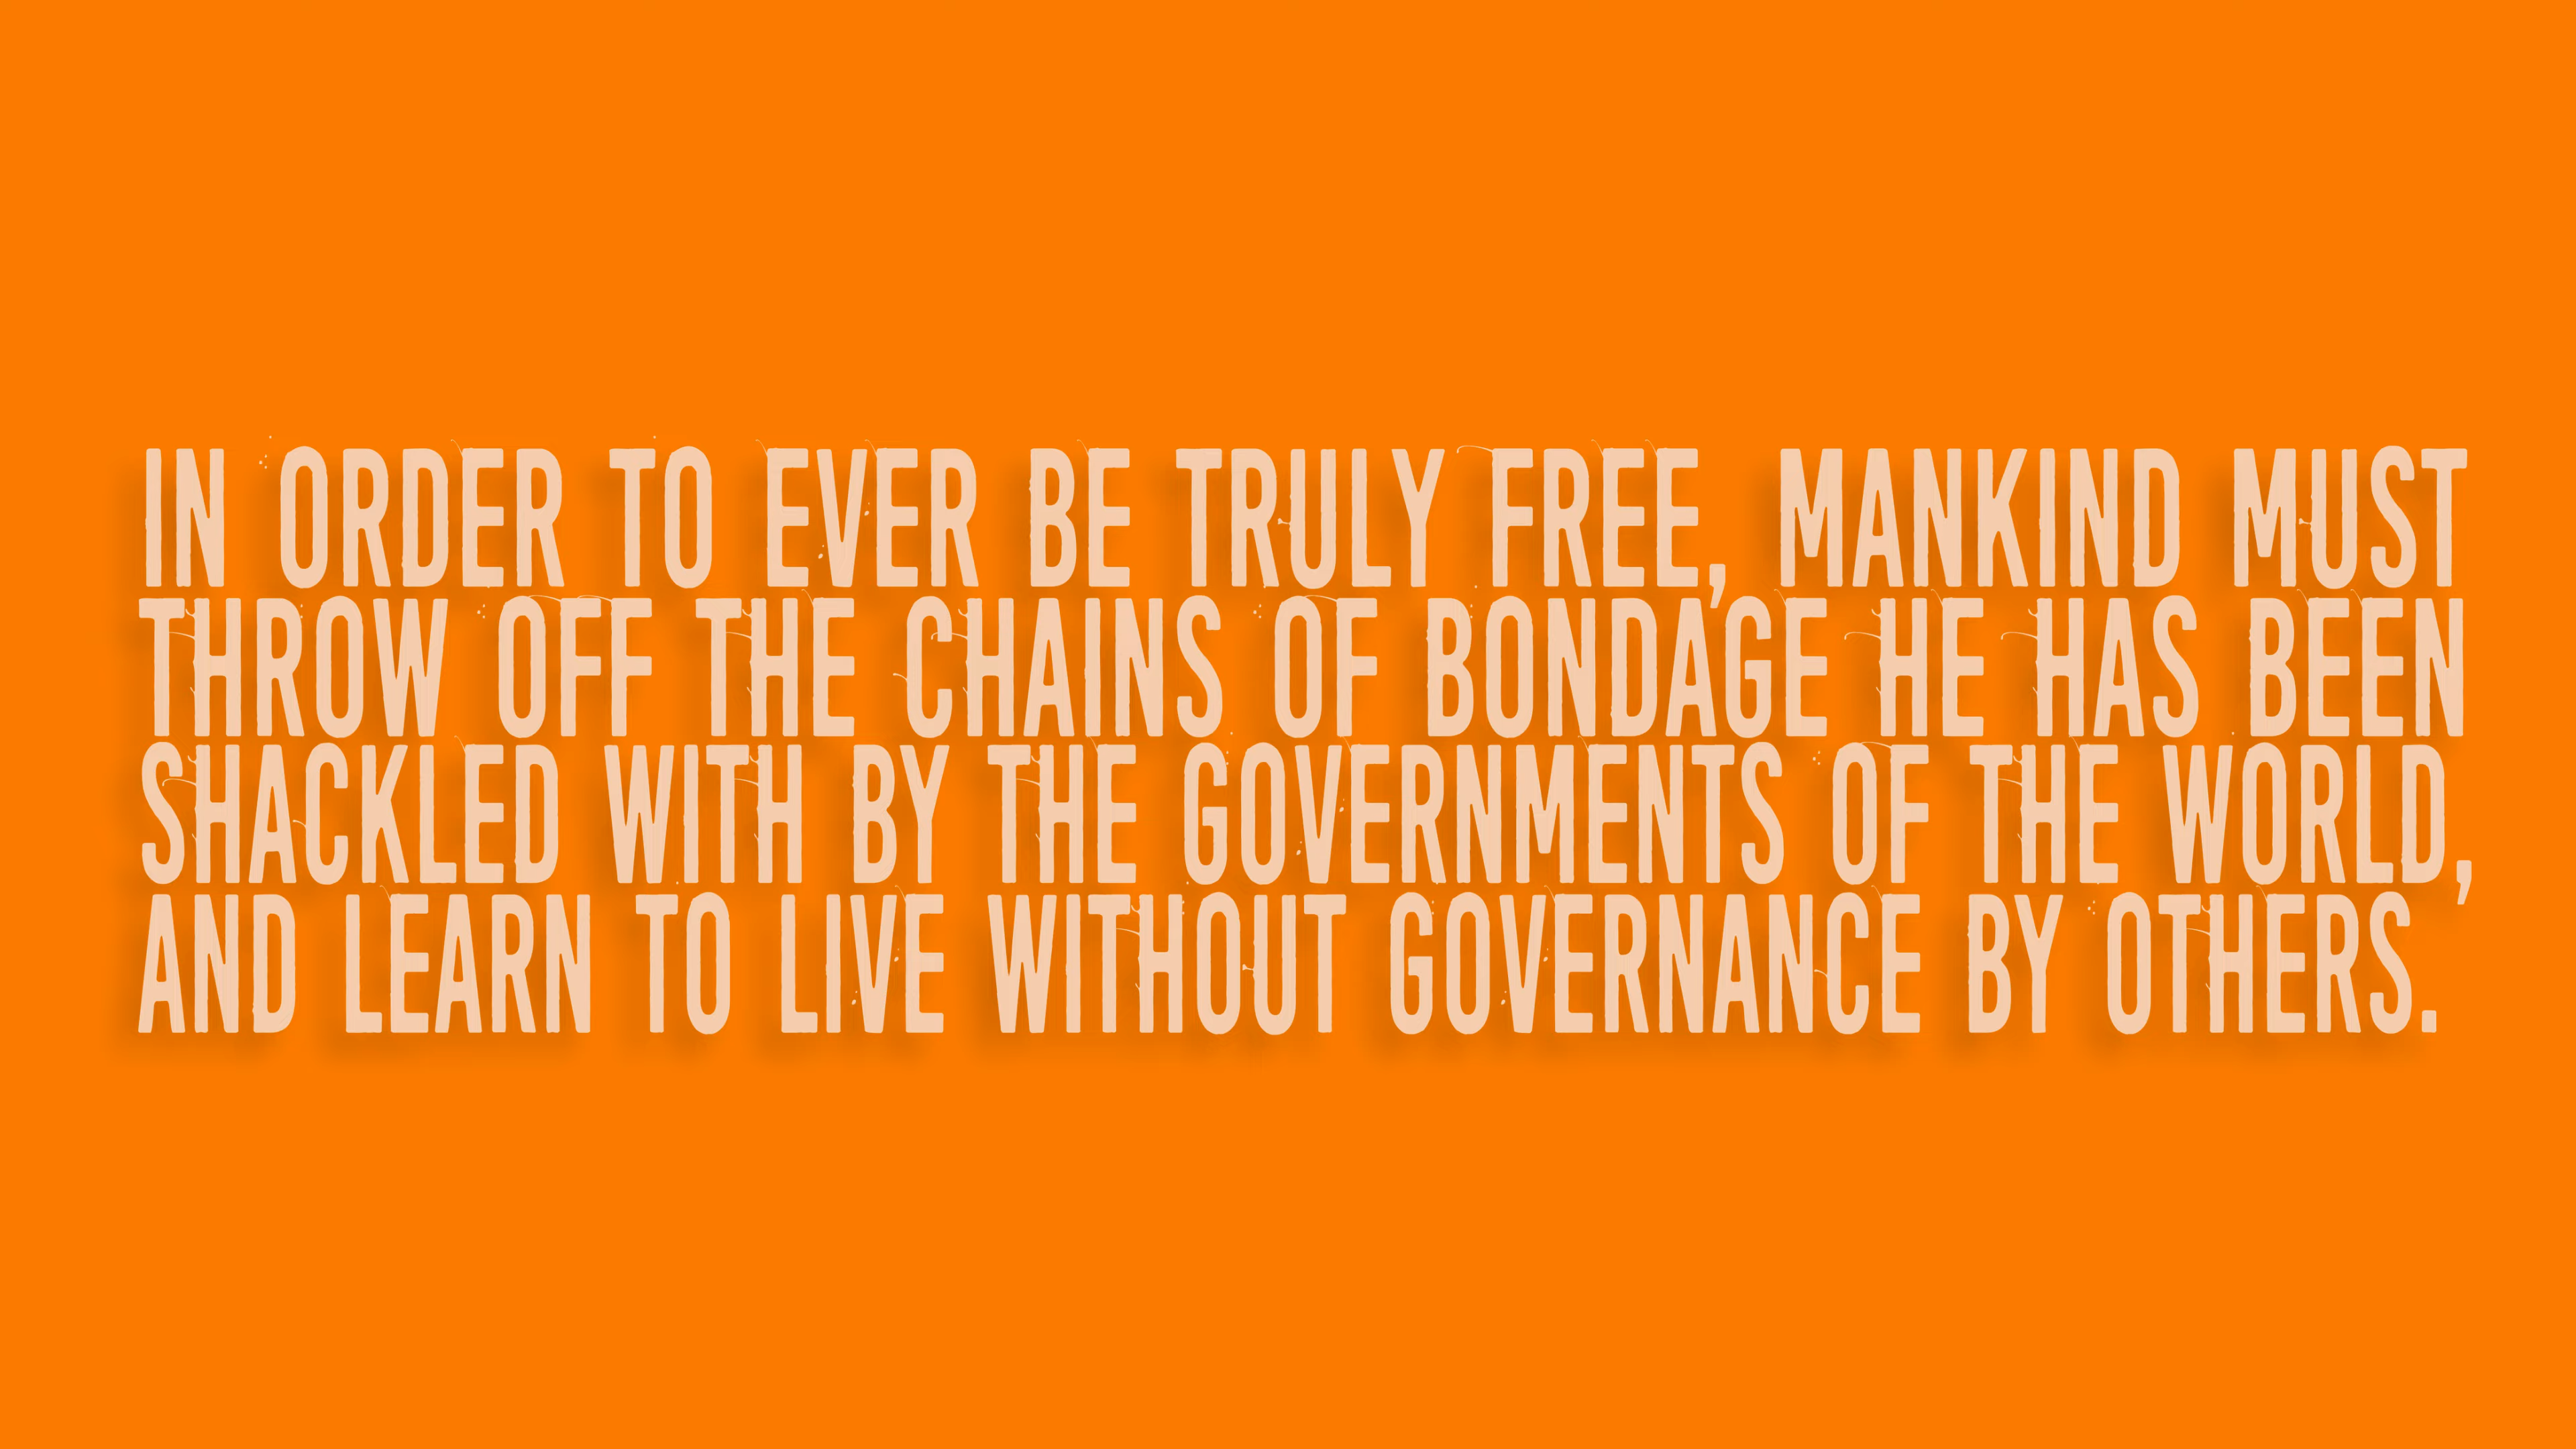 IN ORDER TO EVER BE TRULY FREE, MANKIND MUST
THROW OFF THE CHAINS OF BONDAGE HE HAS BEEN
SHACKLED WITH BY THE GOVERNMENTS OF THE WORLD,
AND LEARN TO LIVE WITHOUT GOVERNANCE BY OTHERS.